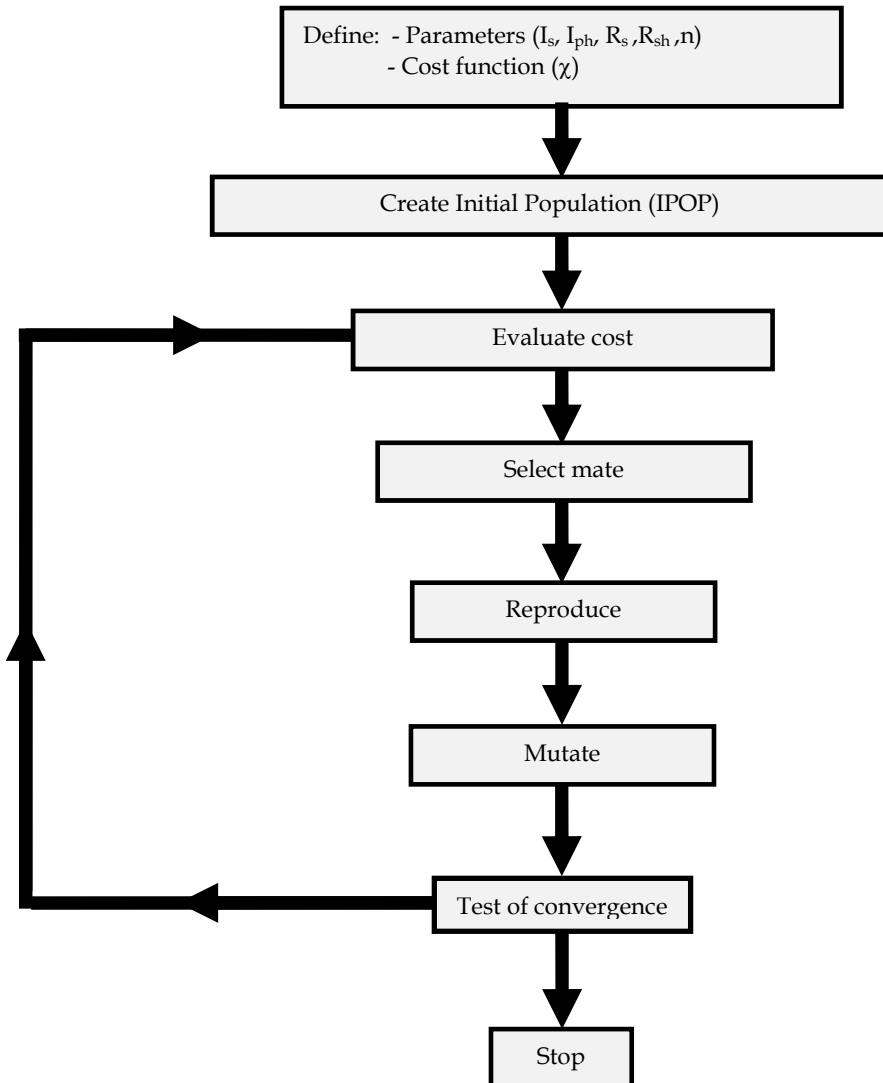 Define: - Parameters (Is, Iph, Rs ,Rsh ,n)
- Cost function (χ)
Create Initial Population (IPOP)
Evaluate cost
Select mate
Reproduce
Mutate
Test of convergence
Stop